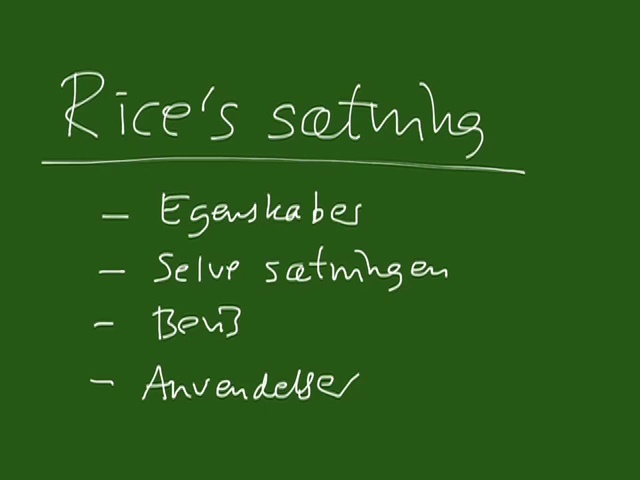 Rice's sætning
- Egenskaber
- Selve sætningen
- Bevis
- Anvendelser